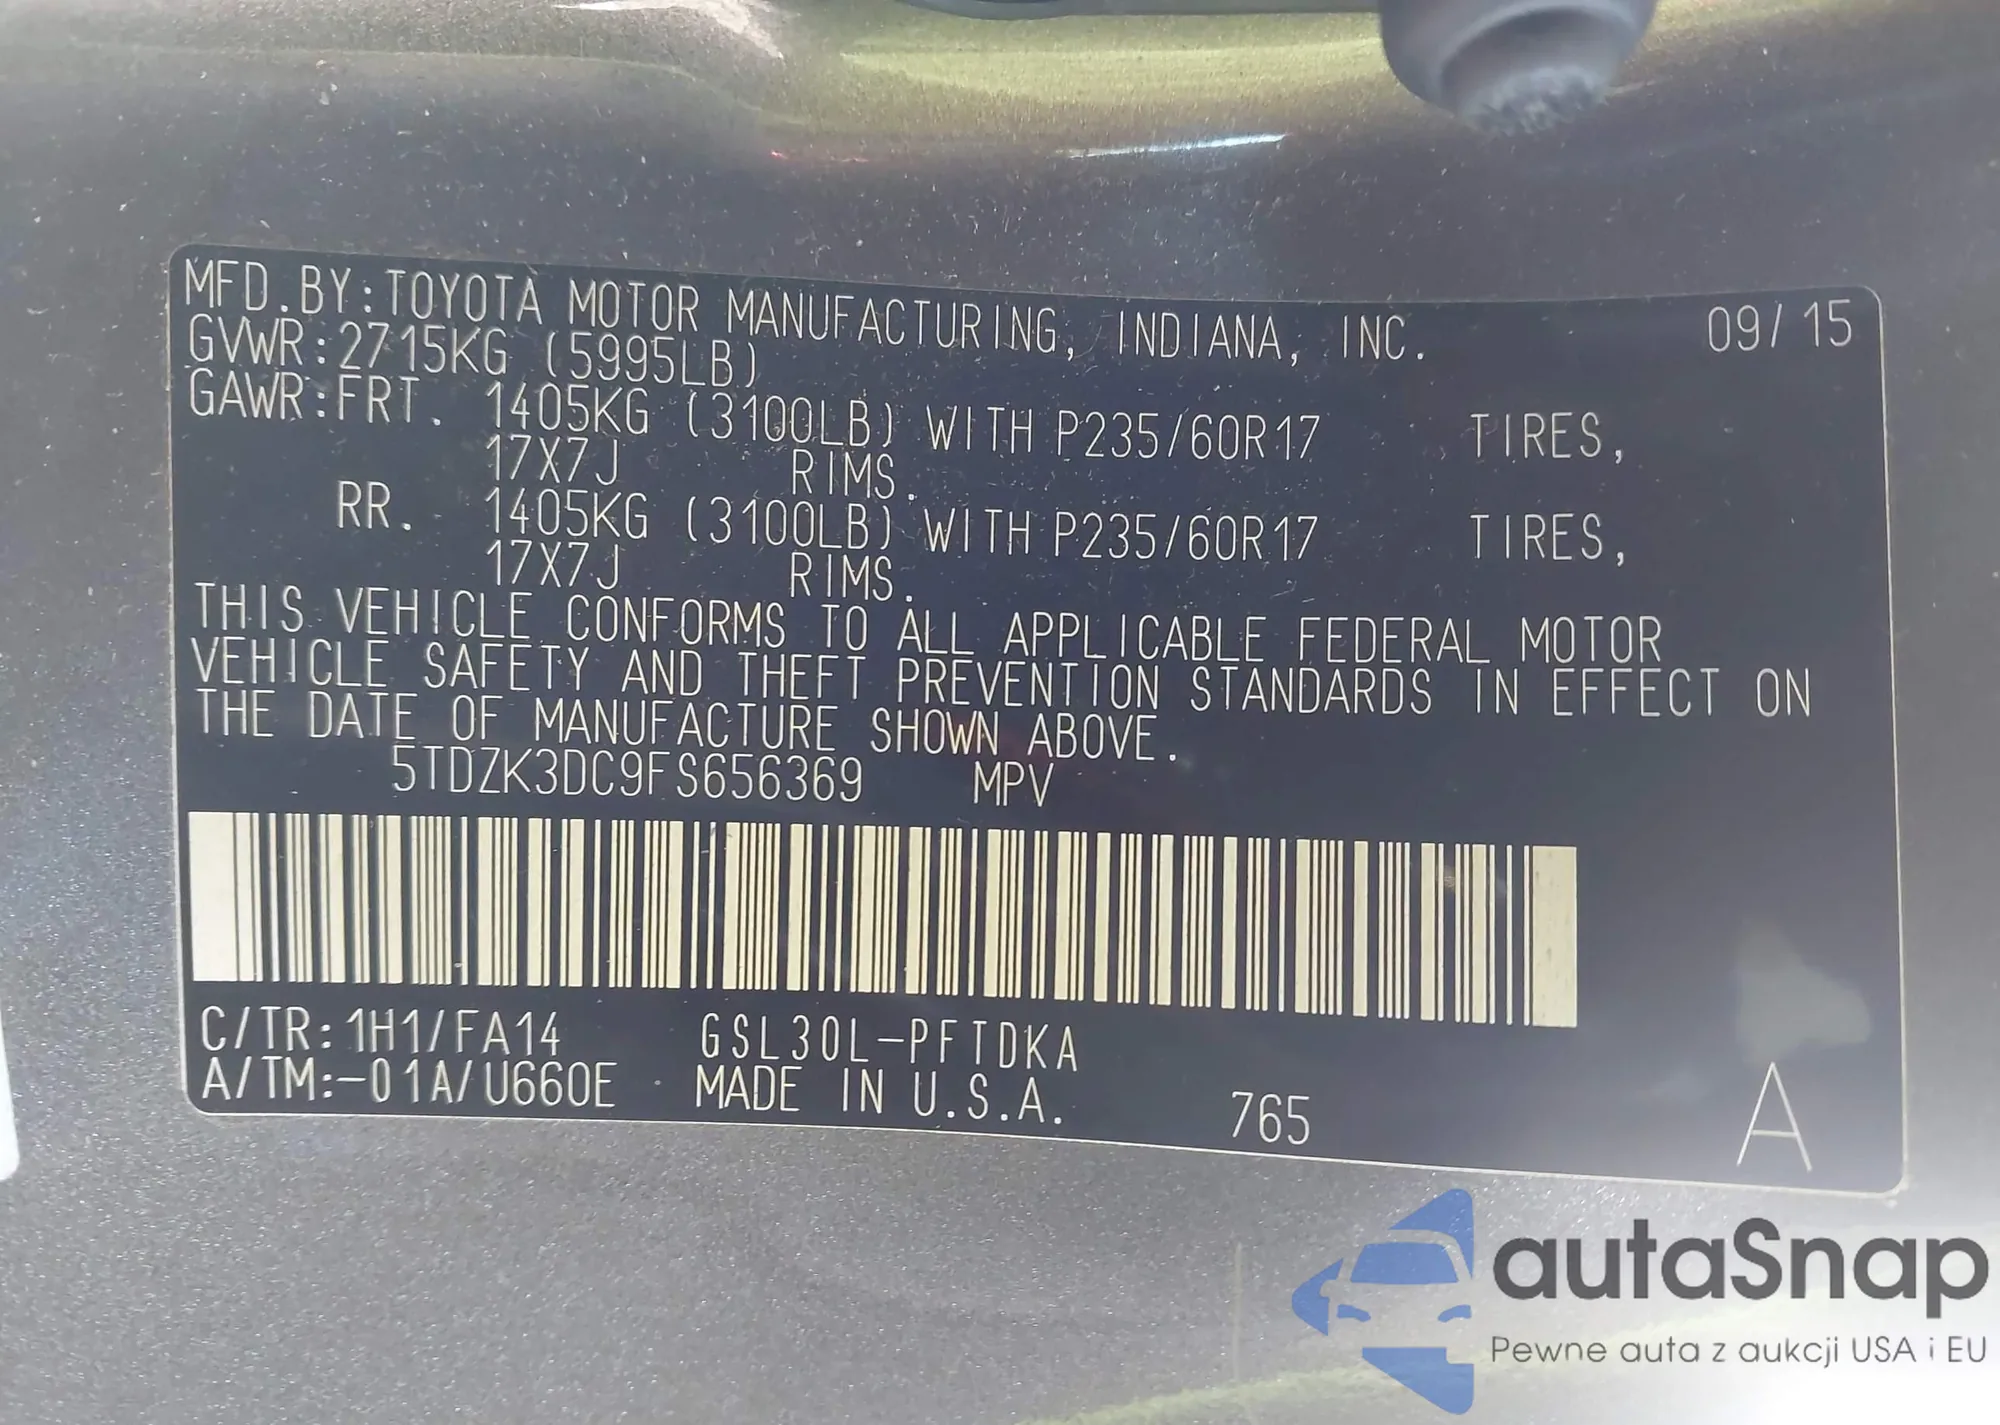 MFD.BY:TOYOTA MOTOR MANUFACTURING, INDIANA, INC. 09/15
GVWR:2715KG (5995LB)
GAWR:FRT. 1405KG (3100LB) WITH P235/60R17 TIRES,
17X7J RIMS.
RR. 1405KG (3100LB) WITH P235/60R17 TIRES,
17X7J RIMS.
THIS VEHICLE CONFORMS TO ALL APPLICABLE FEDERAL MOTOR
VEHICLE SAFETY AND THEFT PREVENTION STANDARDS IN EFFECT ON
THE DATE OF MANUFACTURE SHOWN ABOVE.
5TDZK3DC9FS656369 MPV
C/TR:1H1/FA14 GSL30L-PFTDKA
A/TM:-01A/U660E MADE IN U.S.A. 765 A
autaSnap
Pewne auta z aukcji USA i EU